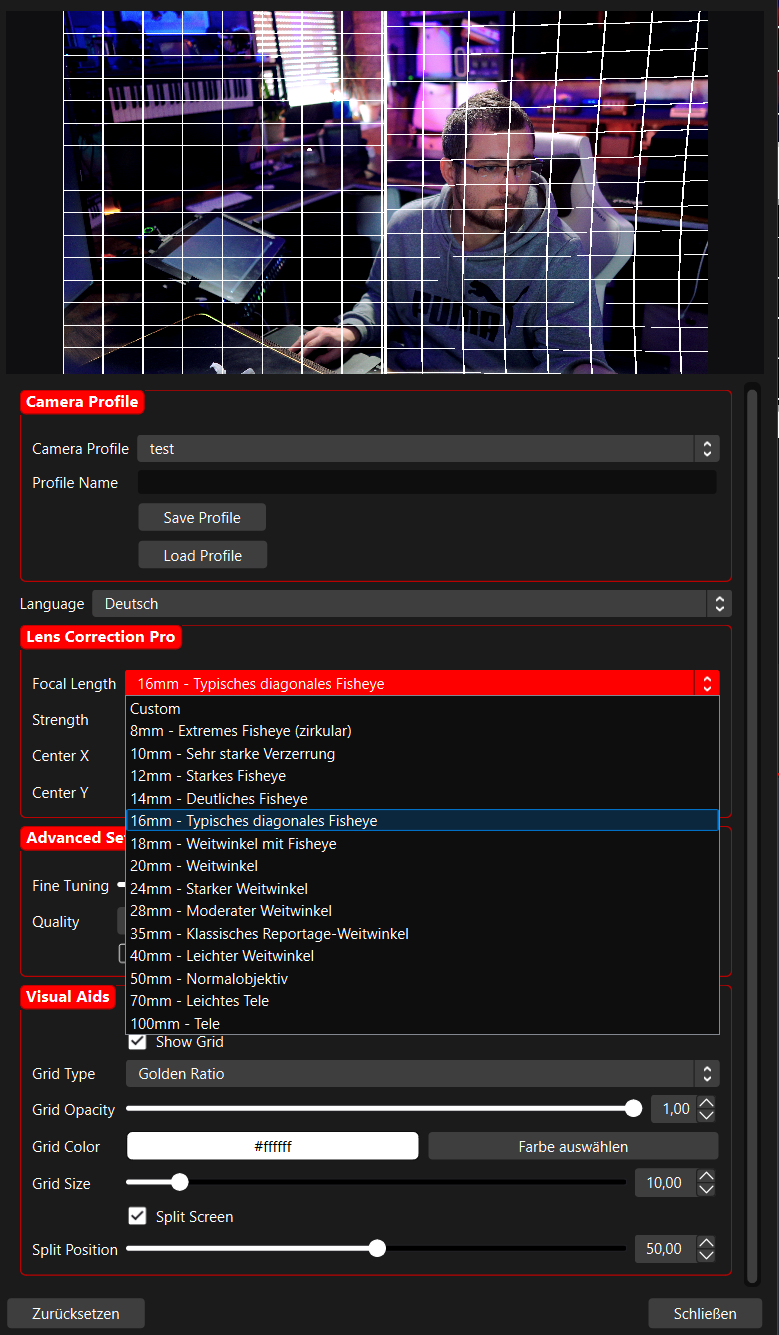 PUMA
Camera Profile
Camera Profile test
Profile Name
Save Profile
Load Profile
Language Deutsch
Lens Correction Pro
Focal Length 16mm - Typisches diagonales Fisheye
Strength
Center X
Center Y
Custom
8mm - Extremes Fisheye (zirkular)
10mm - Sehr starke Verzerrung
12mm - Starkes Fisheye
14mm - Deutliches Fisheye
16mm - Typisches diagonales Fisheye
18mm - Weitwinkel mit Fisheye
20mm - Weitwinkel
24mm - Starker Weitwinkel
28mm - Moderater Weitwinkel
35mm - Klassisches Reportage-Weitwinkel
40mm - Leichter Weitwinkel
50mm - Normalobjektiv
70mm - Leichtes Tele
100mm - Tele
Advanced Se
Fine Tuning
Quality
Visual Aids
Show Grid
Grid Type Golden Ratio
Grid Opacity 1,00
Grid Color #ffffff Farbe auswählen
Grid Size 10,00
Split Screen
Split Position 50,00
Zurücksetzen Schließen